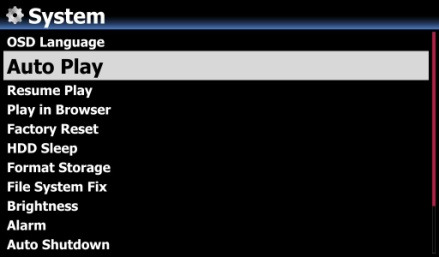 System
OSD Language
Auto Play
Resume Play
Play in Browser
Factory Reset
HDD Sleep
Format Storage
File System Fix
Brightness
Alarm
Auto Shutdown